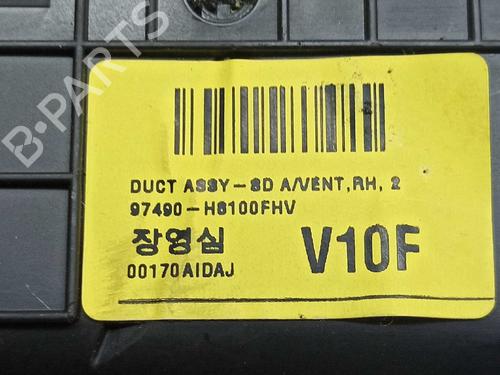 B-PARTS
DUCT ASSY-SD A/VENT,RH, 2
97490-H8100FHV
장영심
00170AIDAJ
V10F